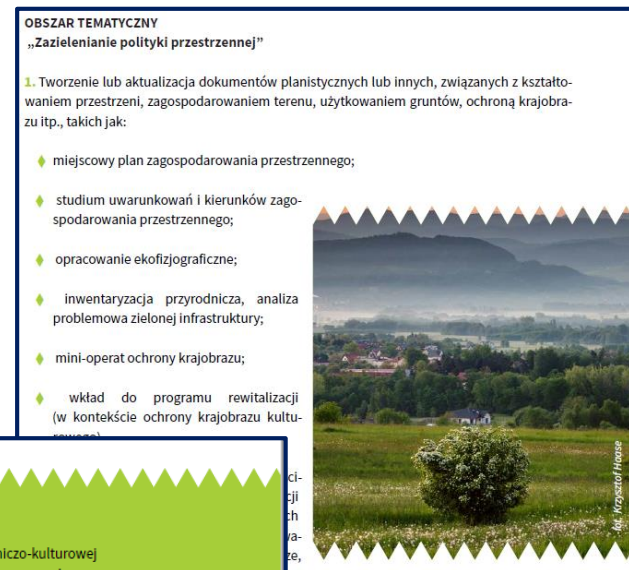 OBSZAR TEMATYCZNY
„Zazielenianie polityki przestrzennej”
1. Tworzenie lub aktualizacja dokumentów planistycznych lub innych, związanych z kształto-
waniem przestrzeni, zagospodarowaniem terenu, użytkowaniem gruntów, ochroną krajobra-
zu itp., takich jak:
miejscowy plan zagospodarowania przestrzennego;
studium uwarunkowań i kierunków zago-
spodarowania przestrzennego;
opracowanie ekofizjograficzne;
inwentaryzacja przyrodnicza, analiza
problemowa zielonej infrastruktury;
mini-operat ochrony krajobrazu;
wkład do programu rewitalizacji
(w kontekście ochrony krajobrazu kultu-
fot. Krzysztof Haase